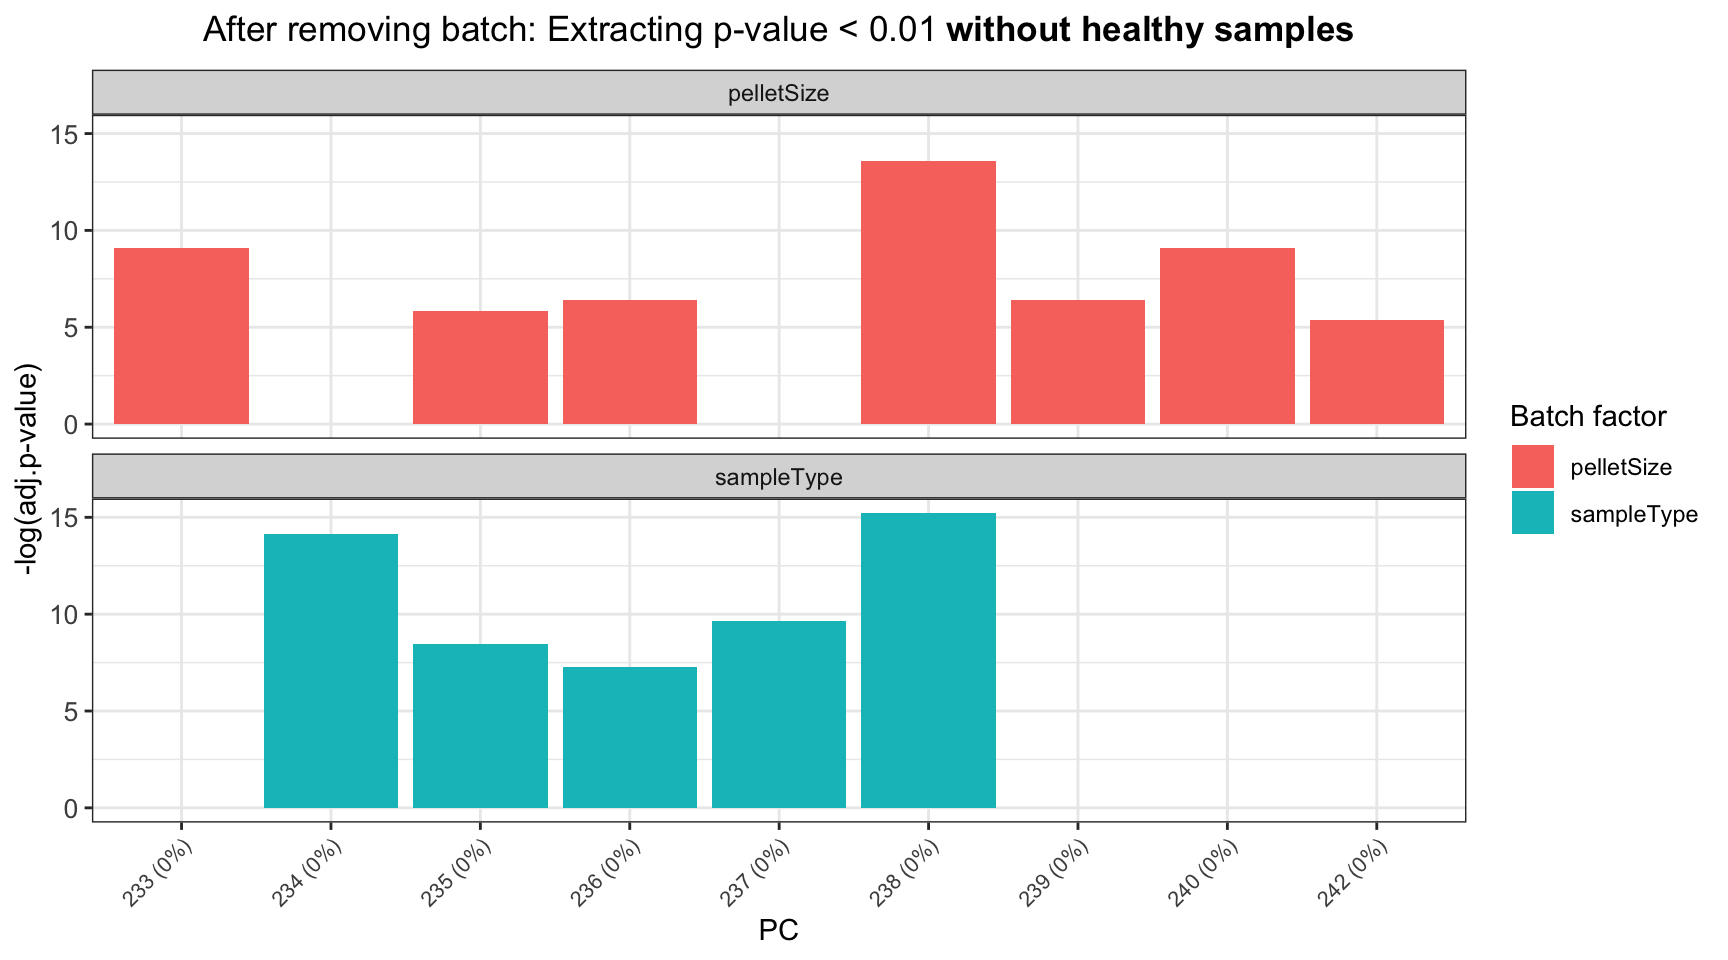 After removing batch: Extracting p-value < 0.01 without healthy samples
pelletSize
15
10
5
0
sampleType
15
10
5
0
-log(adj.p-value)
233 (0%)
234 (0%)
235 (0%)
236 (0%)
237 (0%)
238 (0%)
239 (0%)
240 (0%)
242 (0%)
PC
Batch factor
pelletSize
sampleType